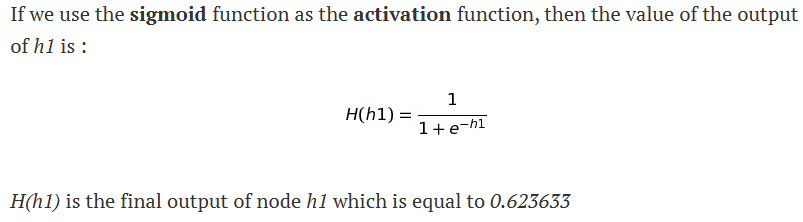 If we use the sigmoid function as the activation function, then the value of the output
of h1 is :
H(h1) = 1 / (1 + e^-h1)
H(h1) is the final output of node h1 which is equal to 0.623633